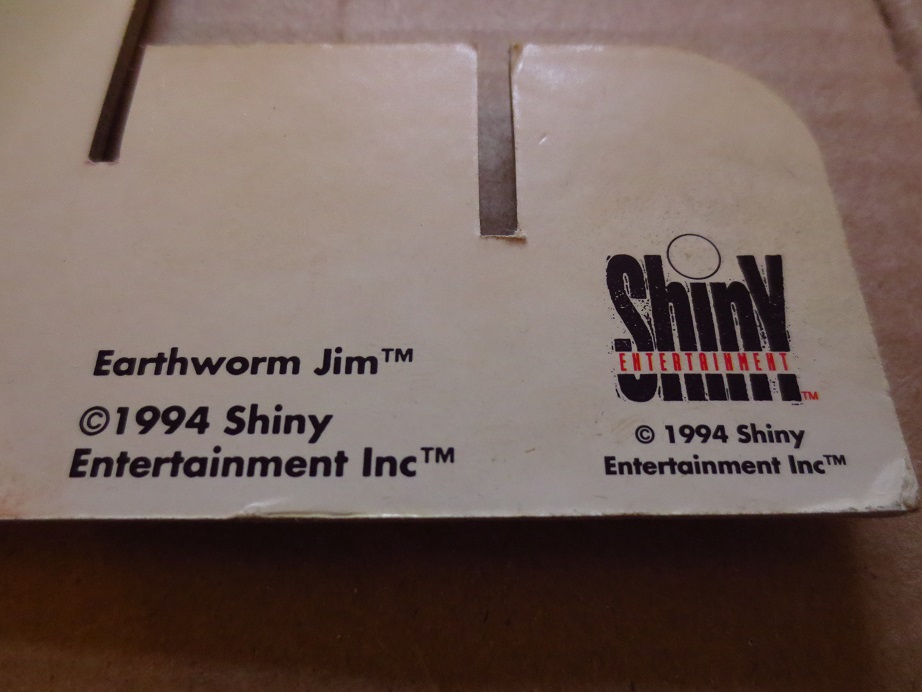 Earthworm Jim™
©1994 Shiny
Entertainment Inc™
Shiny
ENTERTAINMENT
™
© 1994 Shiny
Entertainment Inc™